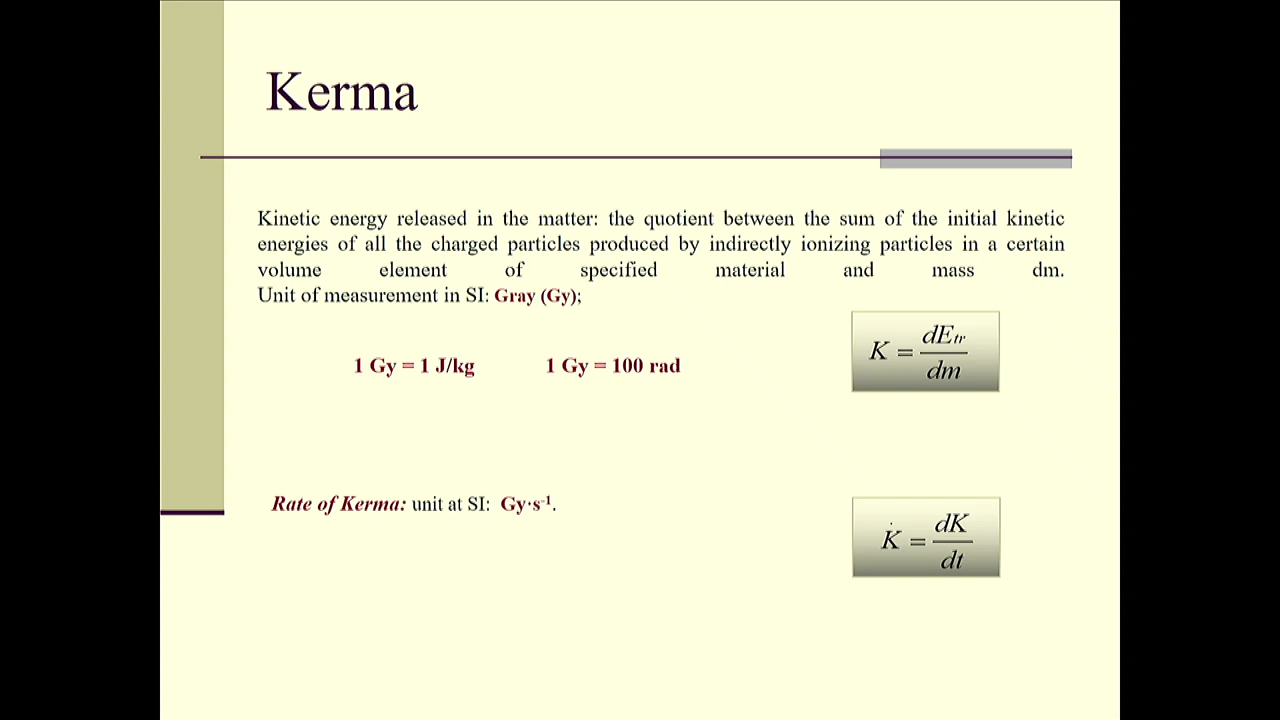 Kerma
Kinetic energy released in the matter: the quotient between the sum of the initial kinetic
energies of all the charged particles produced by indirectly ionizing particles in a certain
volume element of specified material and mass dm.
Unit of measurement in SI: Gray (Gy);
K = dEtr/dm
1 Gy = 1 J/kg 1 Gy = 100 rad
Rate of Kerma: unit at SI: Gy·s⁻¹.
K̇ = dK/dt